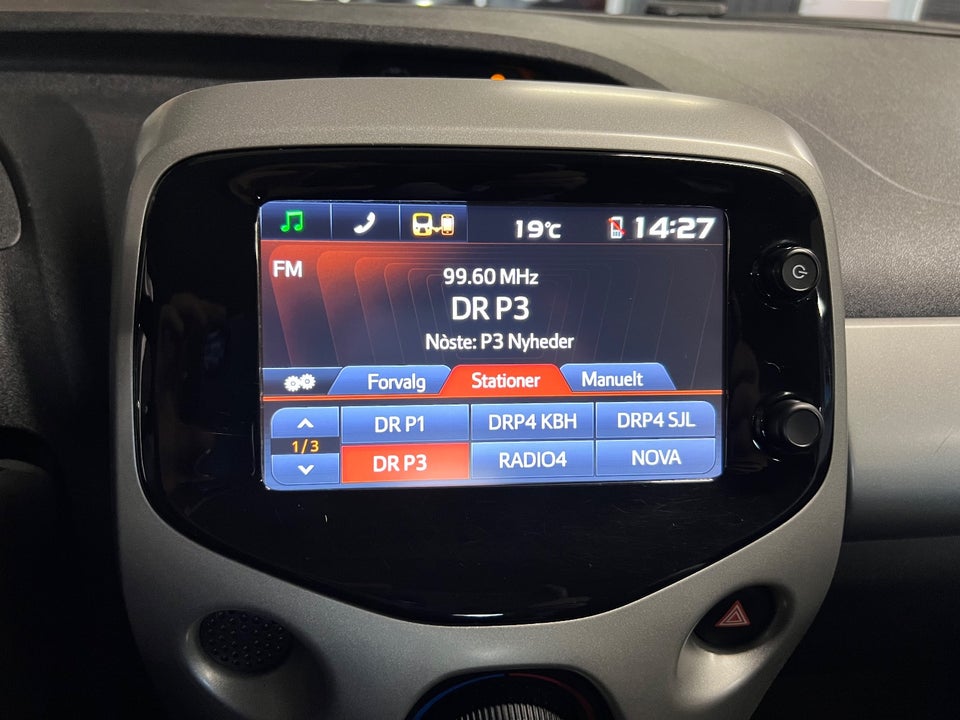 19℃ 14:27
FM
99.60 MHz
DR P3
Nòste: P3 Nyheder
Forvalg Stationer Manuelt
DR P1 DRP4 KBH DRP4 SJL
1/3
DR P3 RADIO4 NOVA